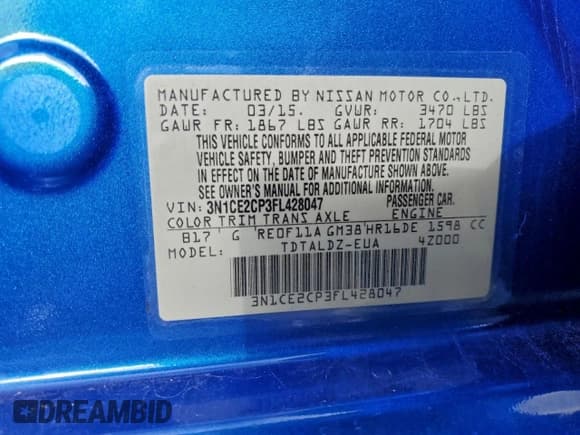 MANUFACTURED BY NISSAN MOTOR CO.,LTD.
DATE: 03/15. GVWR: 3470 LBS
GAWR FR: 1867 LBS GAWR RR: 1704 LBS
THIS VEHICLE CONFORMS TO ALL APPLICABLE FEDERAL MOTOR
VEHICLE SAFETY, BUMPER AND THEFT PREVENTION STANDARDS
IN EFFECT ON THE DATE OF MANUFACTURE SHOWN ABOVE.
SEE OWNER'S MANUAL FOR ADDITIONAL INFORMATION.
VIN: 3N1CE2CP3FL428047 PASSENGER CAR.
COLOR TRIM TRANS AXLE ENGINE
B17 ' G 'RE0F11A GM38'HR16DE 1598 CC
MODEL: TDTALDZ-EUA 4Z000
3N1CE2CP3FL428047
DREAMBID